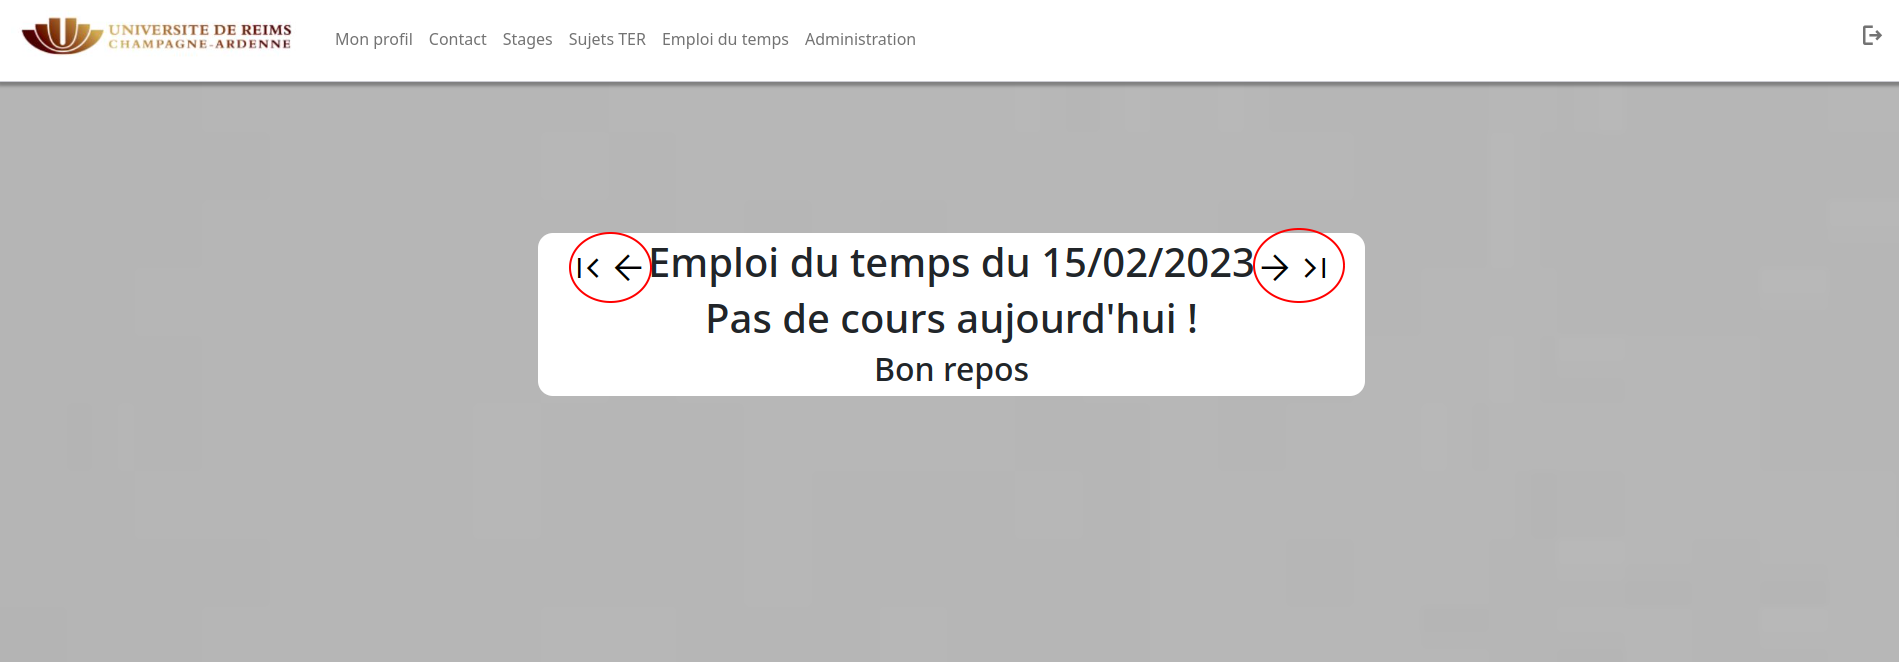 UNIVERSITE DE REIMS
CHAMPAGNE-ARDENNE
Mon profil Contact Stages Sujets TER Emploi du temps Administration
Emploi du temps du 15/02/2023
Pas de cours aujourd'hui !
Bon repos